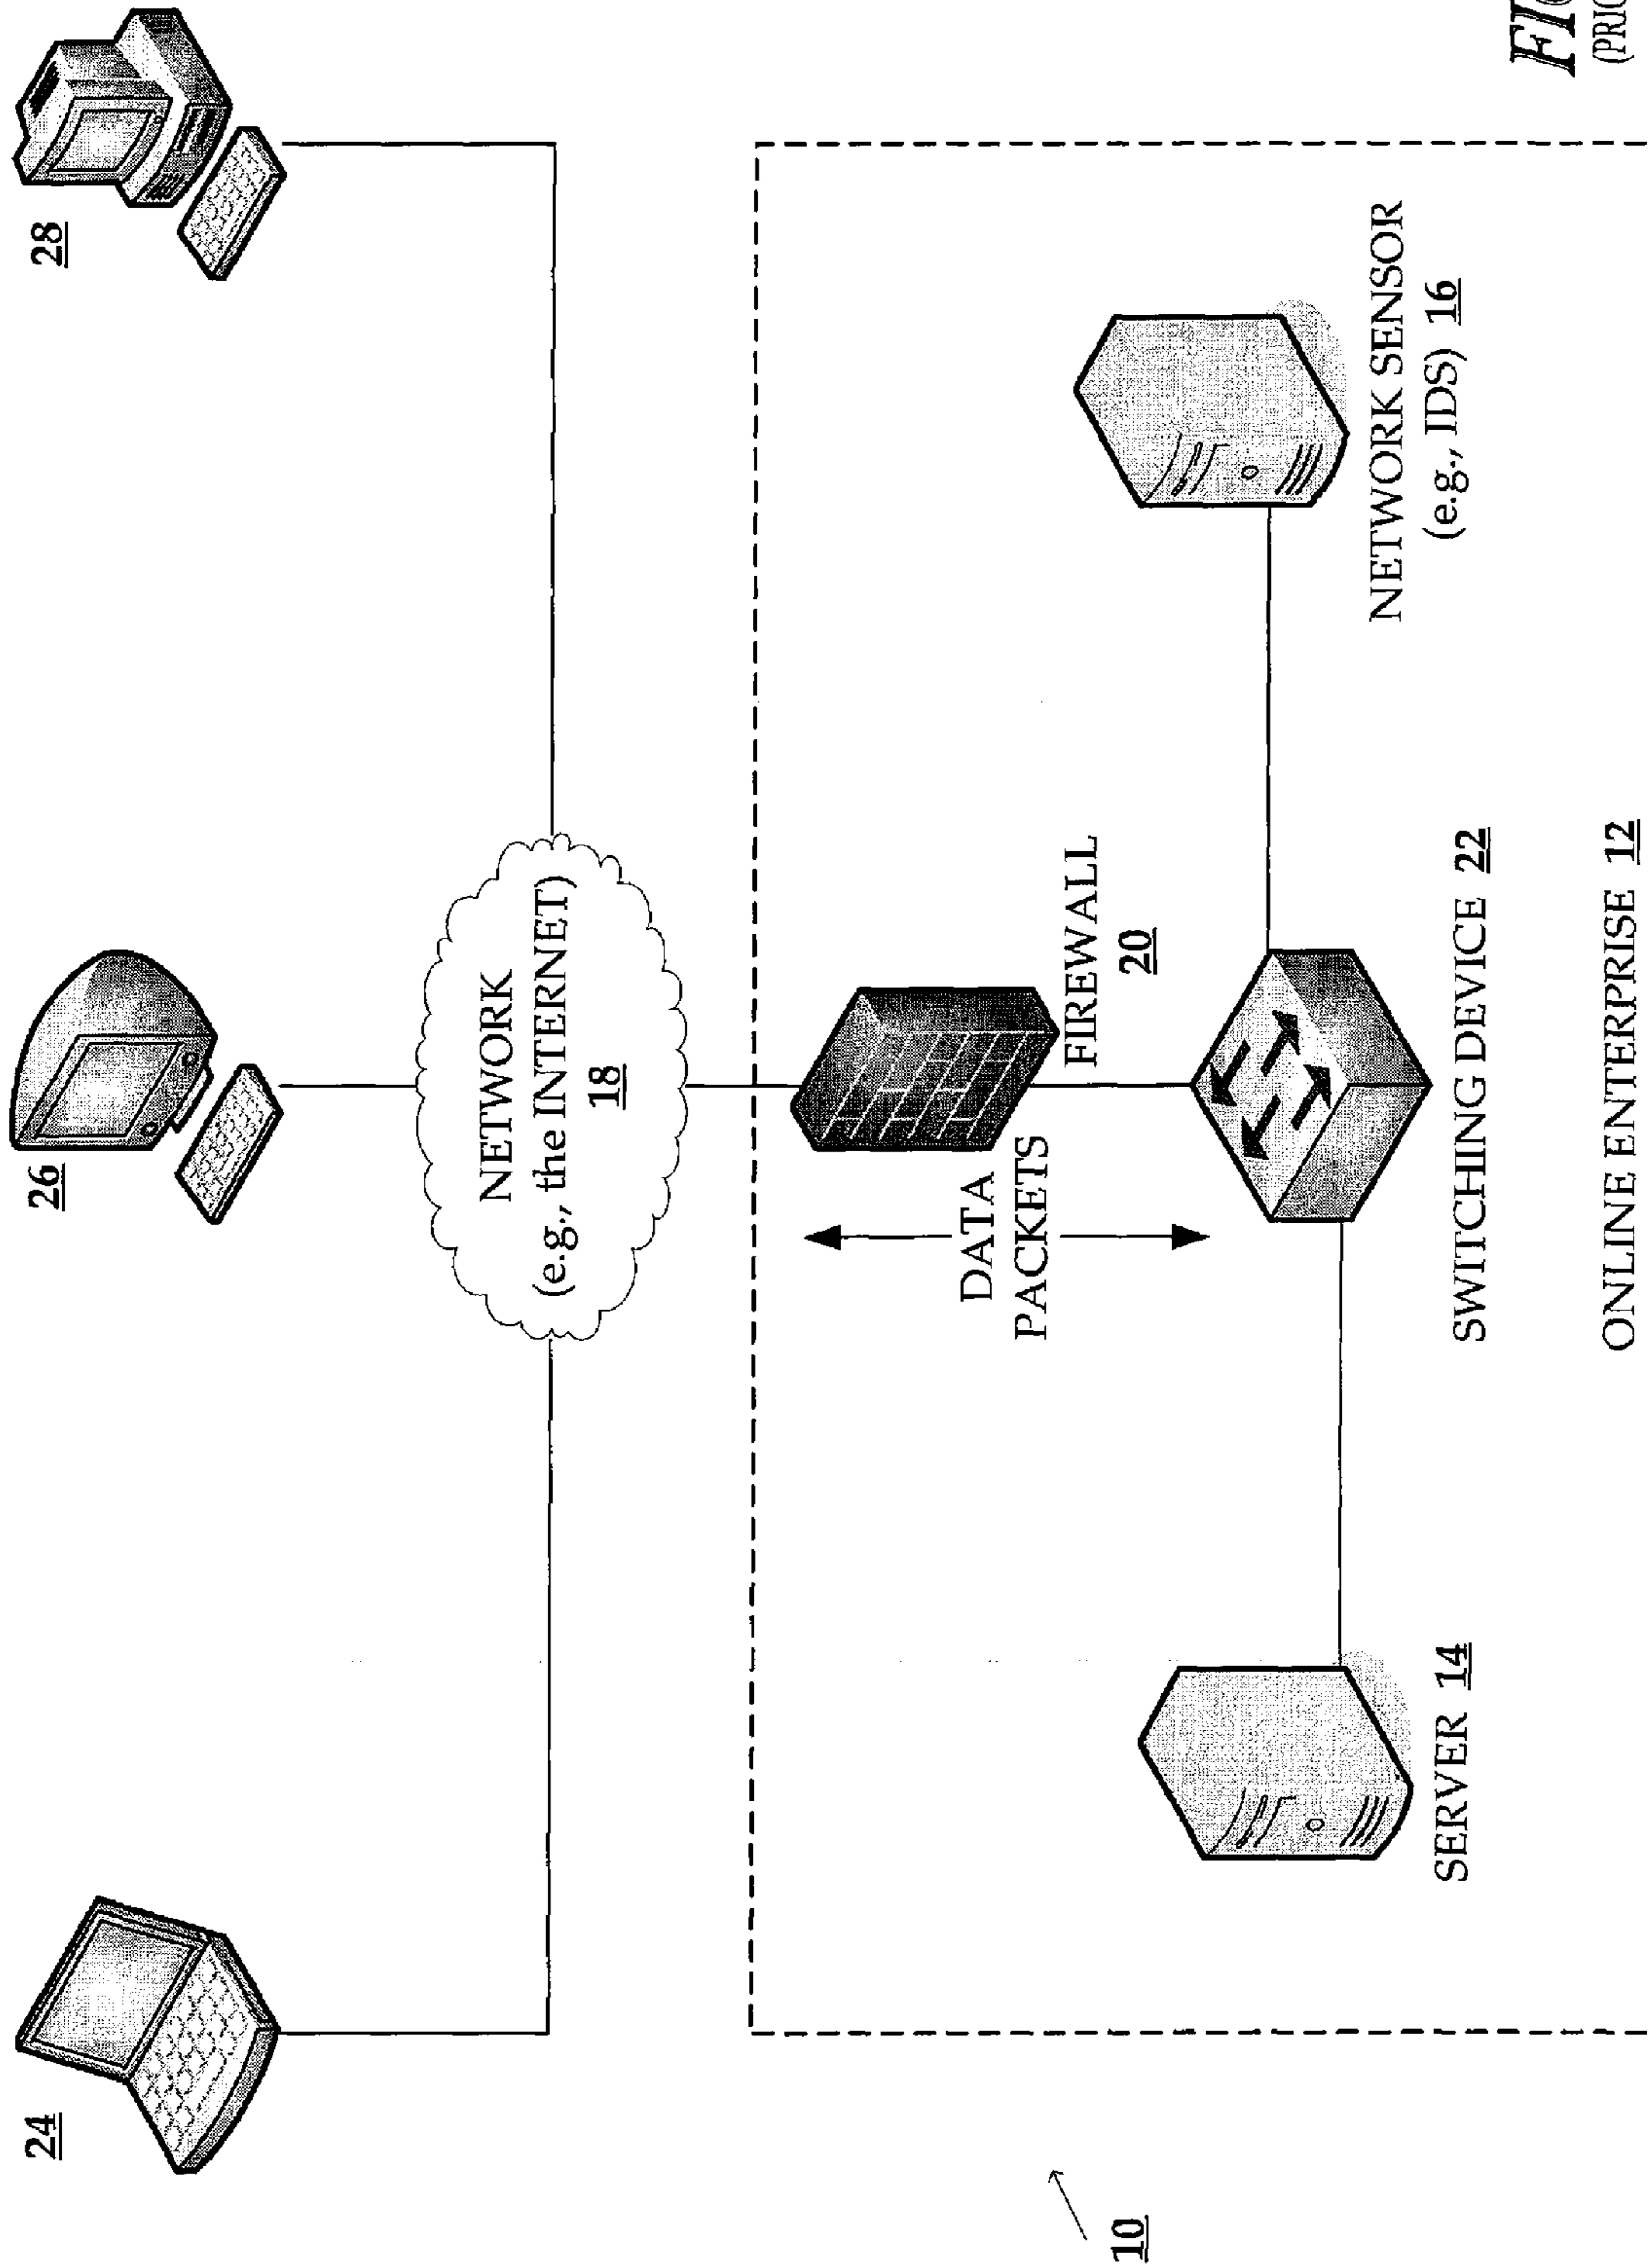 24
26
28
NETWORK
(e.g., the INTERNET)
18
10
DATA
PACKETS
FIREWALL
20
NETWORK SENSOR
(e.g., IDS) 16
SERVER 14
SWITCHING DEVICE 22
ONLINE ENTERPRISE 12